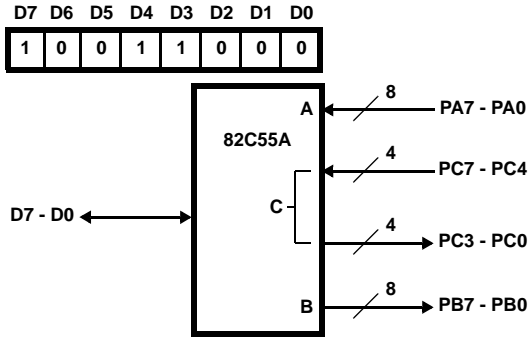 D7 D6 D5 D4 D3 D2 D1 D0
1 0 0 1 1 0 0 0
8
A PA7 - PA0
82C55A
4
PC7 - PC4
C
D7 - D0
4
PC3 - PC0
8
B PB7 - PB0